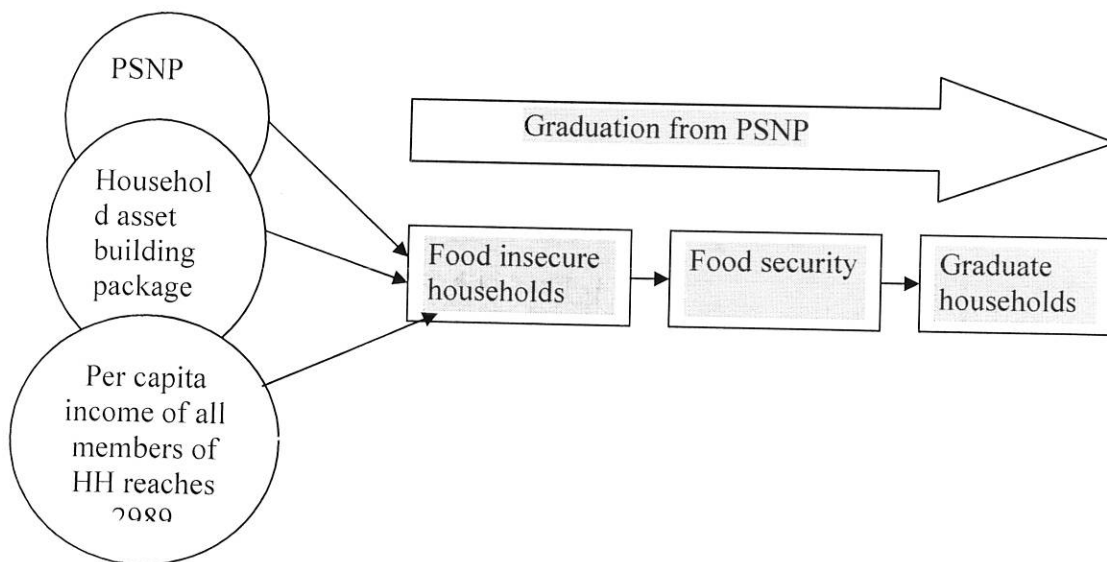 PSNP
Graduation from PSNP
Househol
d asset
building
package
Food insecure
households
Food security
Graduate
households
Per capita
income of all
members of
HH reaches